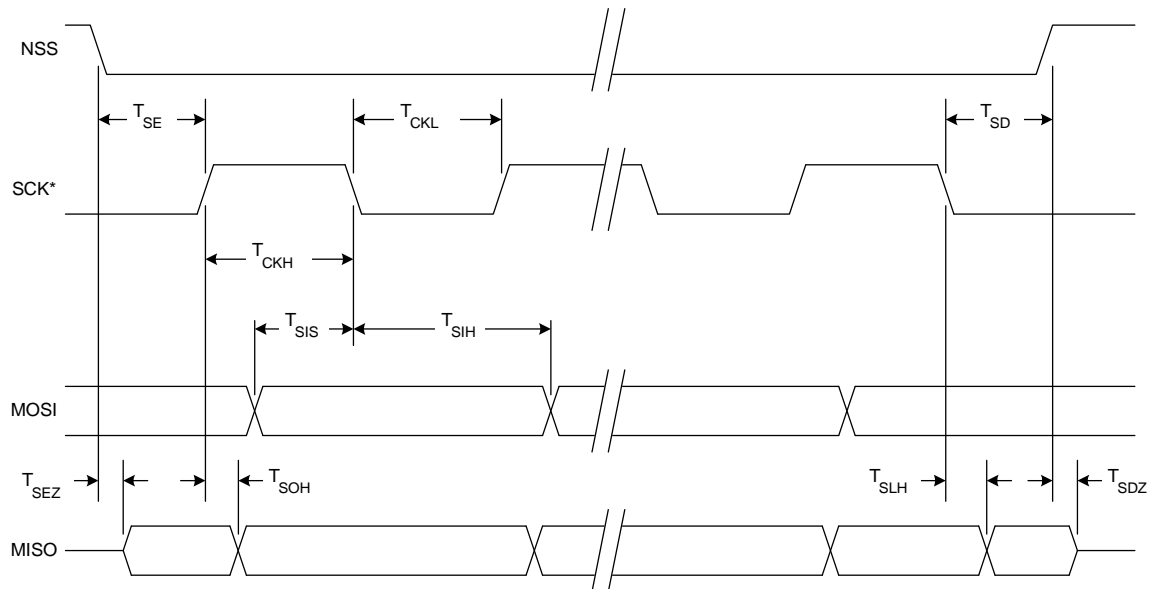 NSS
T_SE
T_CKL
T_SD
SCK*
T_CKH
T_SIS
T_SIH
MOSI
T_SEZ
T_SOH
T_SLH
T_SDZ
MISO